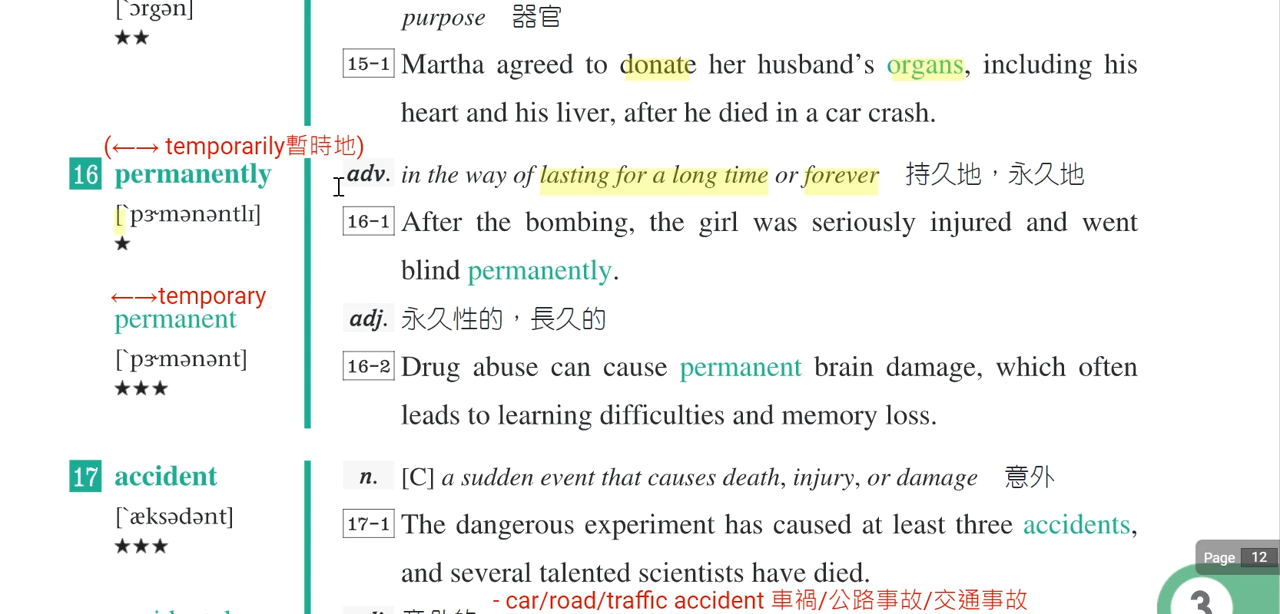 [ˋɔrgən]
purpose 器官
★★
15-1 Martha agreed to donate her husband's organs, including his
heart and his liver, after he died in a car crash.
(←→ temporarily暫時地)
16 permanently adv. in the way of lasting for a long time or forever 持久地，永久地
[ˋpɝmənəntlɪ]
16-1 After the bombing, the girl was seriously injured and went
★
blind permanently.
←→temporary
permanent adj. 永久性的，長久的
[ˋpɝmənənt]
16-2 Drug abuse can cause permanent brain damage, which often
★★★
leads to learning difficulties and memory loss.
17 accident n. [C] a sudden event that causes death, injury, or damage 意外
[ˋæksədənt]
17-1 The dangerous experiment has caused at least three accidents,
★★★
and several talented scientists have died.
Page 12
- car/road/traffic accident 車禍/公路事故/交通事故
3